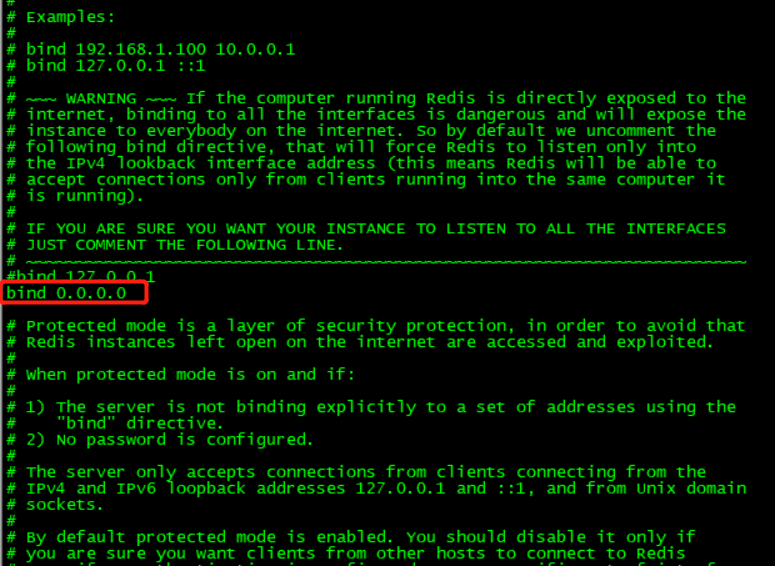 #
# Examples:
#
# bind 192.168.1.100 10.0.0.1
# bind 127.0.0.1 ::1
#
# ~~~ WARNING ~~~ If the computer running Redis is directly exposed to the
# internet, binding to all the interfaces is dangerous and will expose the
# instance to everybody on the internet. So by default we uncomment the
# following bind directive, that will force Redis to listen only into
# the IPv4 lookback interface address (this means Redis will be able to
# accept connections only from clients running into the same computer it
# is running).
#
# IF YOU ARE SURE YOU WANT YOUR INSTANCE TO LISTEN TO ALL THE INTERFACES
# JUST COMMENT THE FOLLOWING LINE.
# ~~~~~~~~~~~~~~~~~~~~~~~~~~~~~~~~~~~~~~~~~~~~~~~~~~~~~~~~~~~~~~~~~~~~~~~~
#bind 127.0.0.1
bind 0.0.0.0

# Protected mode is a layer of security protection, in order to avoid that
# Redis instances left open on the internet are accessed and exploited.
#
# When protected mode is on and if:
#
# 1) The server is not binding explicitly to a set of addresses using the
#    "bind" directive.
# 2) No password is configured.
#
# The server only accepts connections from clients connecting from the
# IPv4 and IPv6 loopback addresses 127.0.0.1 and ::1, and from Unix domain
# sockets.
#
# By default protected mode is enabled. You should disable it only if
# you are sure you want clients from other hosts to connect to Redis